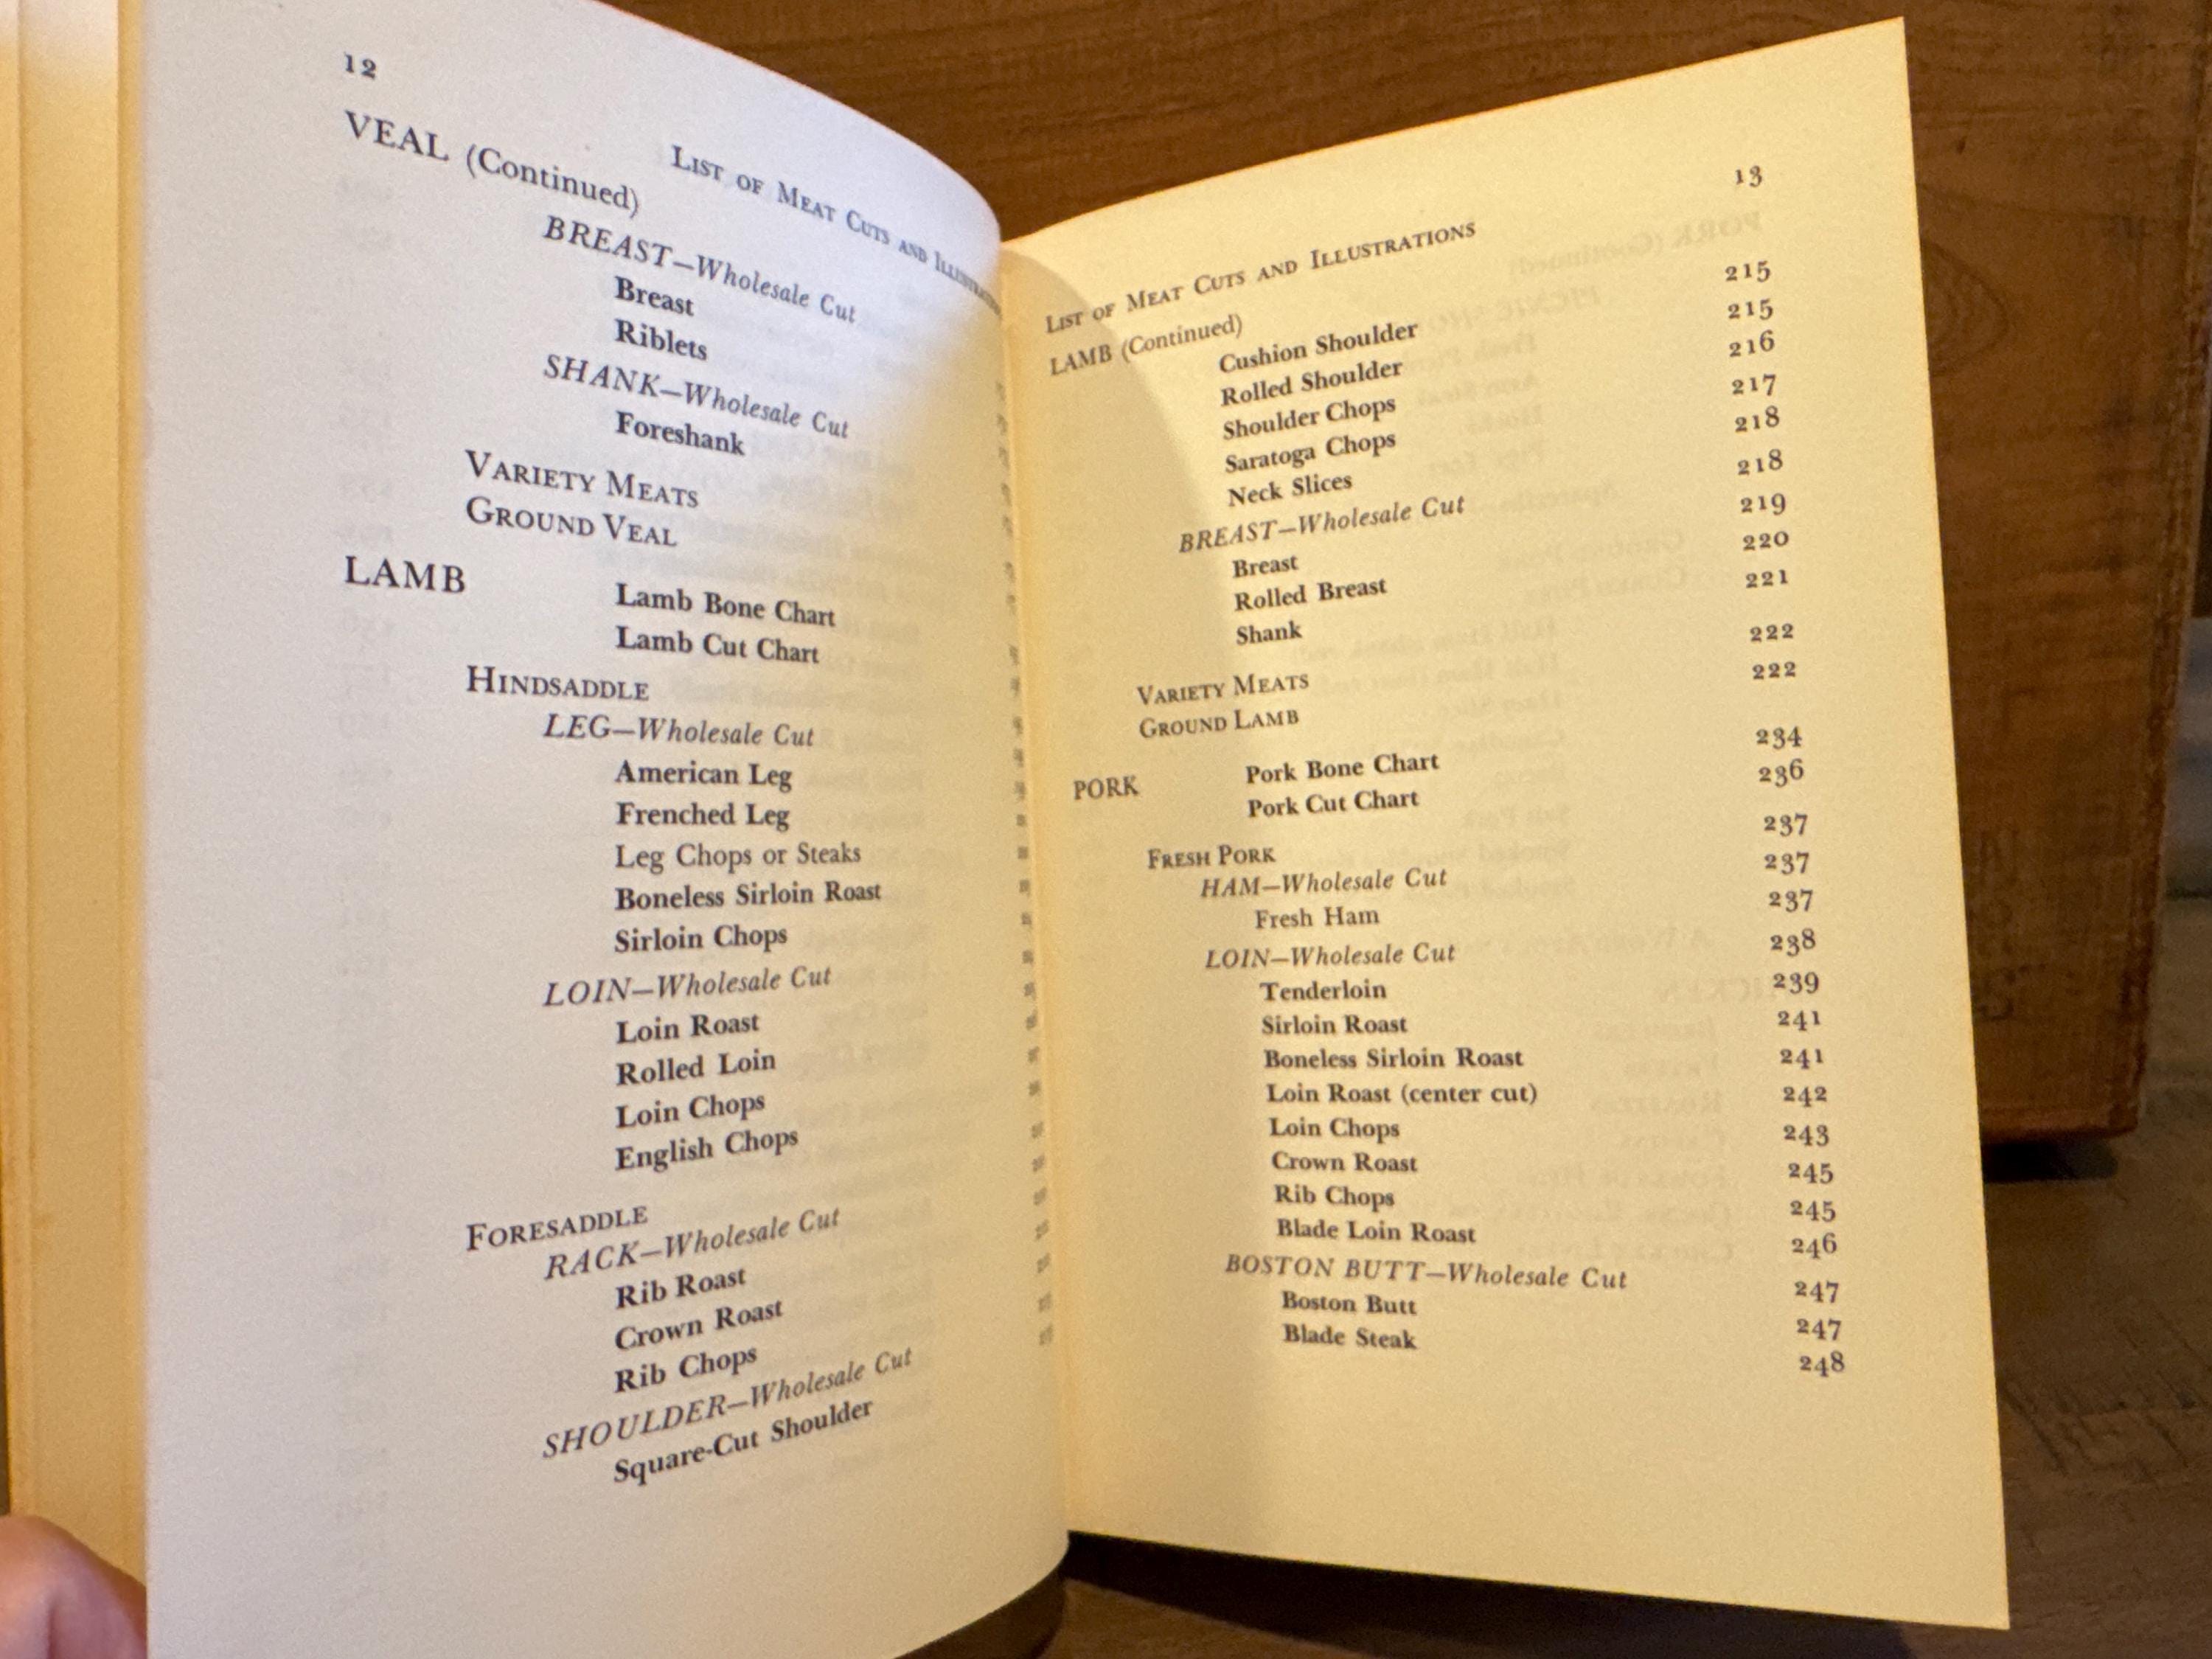 12
LIST OF MEAT CUTS AND ILLUSTRATIONS
VEAL (Continued)
BREAST—Wholesale Cut
Breast
Riblets
SHANK—Wholesale Cut
Foreshank
VARIETY MEATS
GROUND VEAL
LAMB
Lamb Bone Chart
Lamb Cut Chart
HINDSADDLE
LEG—Wholesale Cut
American Leg
Frenched Leg
Leg Chops or Steaks
Boneless Sirloin Roast
Sirloin Chops
LOIN—Wholesale Cut
Loin Roast
Rolled Loin
Loin Chops
English Chops
FORESADDLE
RACK—Wholesale Cut
Rib Roast
Crown Roast
Rib Chops
SHOULDER—Wholesale Cut
Square-Cut Shoulder
LIST OF MEAT CUTS AND ILLUSTRATIONS 13
LAMB (Continued)
Cushion Shoulder 215
Rolled Shoulder 215
Shoulder Chops 216
Saratoga Chops 217
Neck Slices 218
BREAST—Wholesale Cut 218
Breast 219
Rolled Breast 220
Shank 221
VARIETY MEATS 222
GROUND LAMB 222
PORK
Pork Bone Chart 234
Pork Cut Chart 236
FRESH PORK 237
HAM—Wholesale Cut 237
Fresh Ham 237
LOIN—Wholesale Cut 238
Tenderloin 239
Sirloin Roast 241
Boneless Sirloin Roast 241
Loin Roast (center cut) 242
Loin Chops 243
Crown Roast 245
Rib Chops 245
Blade Loin Roast 246
BOSTON BUTT—Wholesale Cut 247
Boston Butt 247
Blade Steak 248